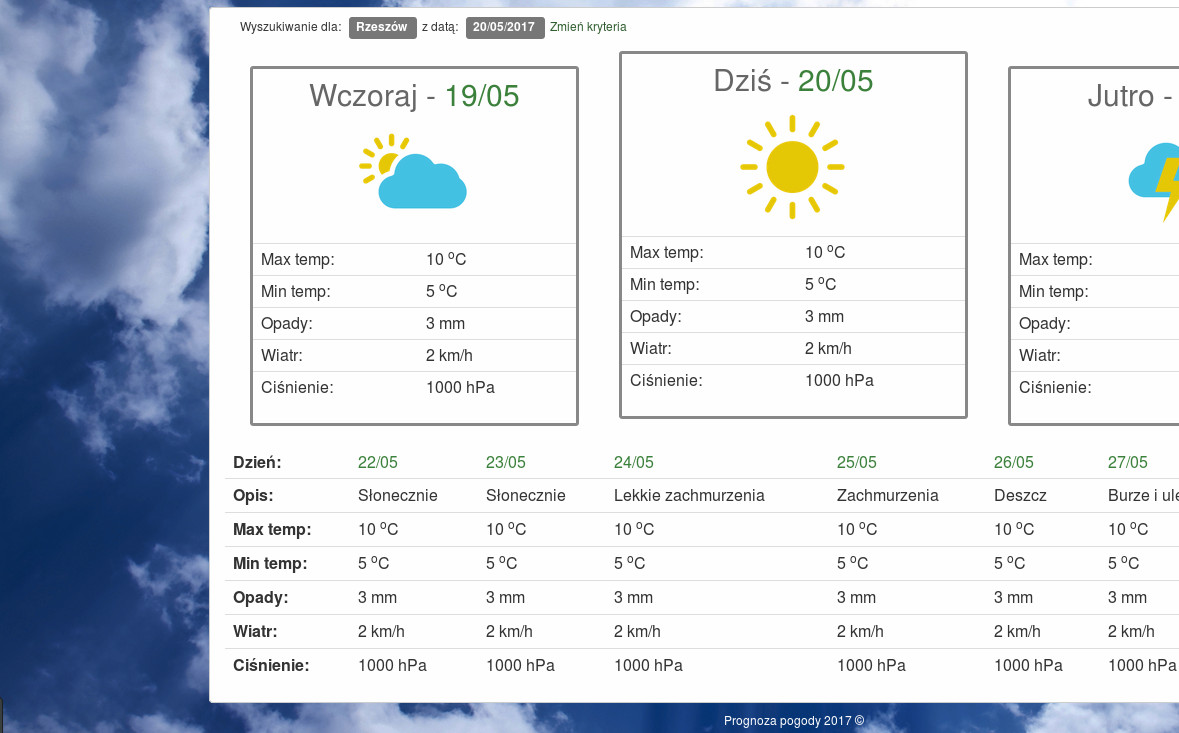 Wyszukiwanie dla: Rzeszów z datą: 20/05/2017 Zmień kryteria
Wczoraj - 19/05
Max temp: 10 °C
Min temp: 5 °C
Opady: 3 mm
Wiatr: 2 km/h
Ciśnienie: 1000 hPa
Dziś - 20/05
Max temp: 10 °C
Min temp: 5 °C
Opady: 3 mm
Wiatr: 2 km/h
Ciśnienie: 1000 hPa
Jutro -
Max temp:
Min temp:
Opady:
Wiatr:
Ciśnienie:
Dzień: 22/05 23/05 24/05 25/05 26/05 27/05
Opis: Słonecznie Słonecznie Lekkie zachmurzenia Zachmurzenia Deszcz Burze i ule
Max temp: 10 °C 10 °C 10 °C 10 °C 10 °C 10 °C
Min temp: 5 °C 5 °C 5 °C 5 °C 5 °C 5 °C
Opady: 3 mm 3 mm 3 mm 3 mm 3 mm 3 mm
Wiatr: 2 km/h 2 km/h 2 km/h 2 km/h 2 km/h 2 km/h
Ciśnienie: 1000 hPa 1000 hPa 1000 hPa 1000 hPa 1000 hPa 1000 hPa
Prognoza pogody 2017 ©